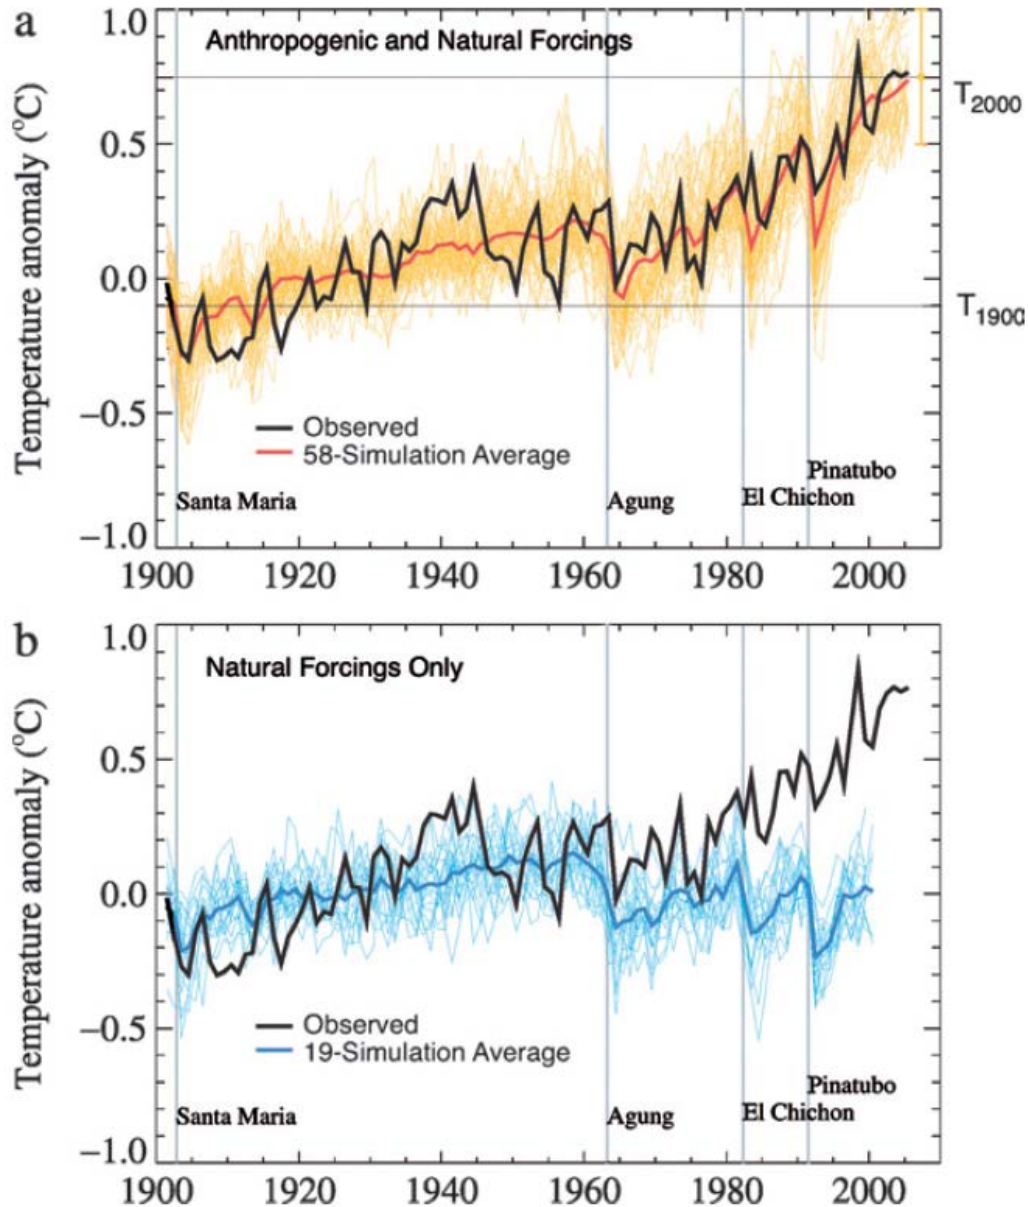 a
Anthropogenic and Natural Forcings
Temperature anomaly (°C)
1.0
0.5
0.0
−0.5
−1.0
T2000
T1900
Observed
58-Simulation Average
Santa Maria
Agung
El Chichon
Pinatubo
1900 1920 1940 1960 1980 2000
b
Natural Forcings Only
Temperature anomaly (°C)
1.0
0.5
0.0
−0.5
−1.0
Observed
19-Simulation Average
Santa Maria
Agung
El Chichon
Pinatubo
1900 1920 1940 1960 1980 2000